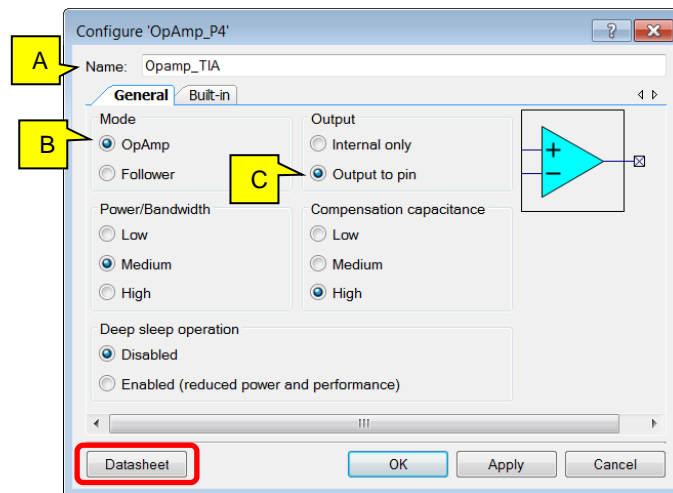 Configure 'OpAmp_P4'
A
Name: Opamp_TIA
General Built-in
Mode Output
B
OpAmp Internal only
Follower
C
Output to pin
Power/Bandwidth Compensation capacitance
Low Low
Medium Medium
High High
Deep sleep operation
Disabled
Enabled (reduced power and performance)
Datasheet OK Apply Cancel